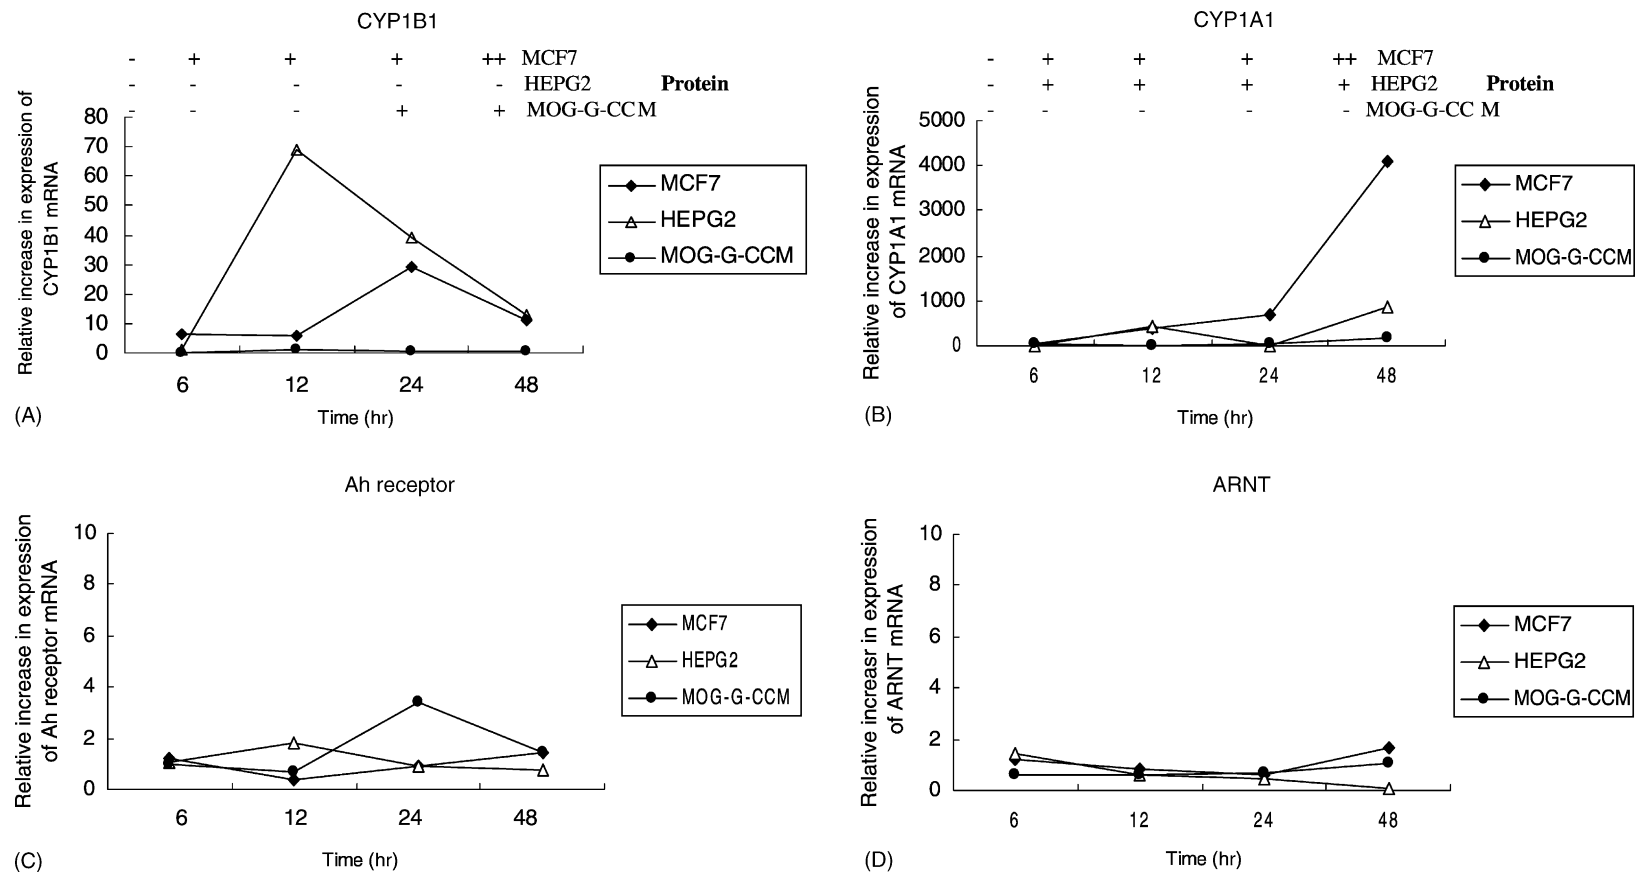 CYP1B1
- + + + ++ MCF7
- - - - - HEPG2 Protein
- - - + + MOG-G-CCM
Relative increase in expression of
CYP1B1 mRNA
80
70
60
50
40
30
20
10
0
6 12 24 48
Time (hr)
MCF7
HEPG2
MOG-G-CCM
(A)
CYP1A1
- + + + ++ MCF7
- + + + + HEPG2 Protein
- - - - - MOG-G-CC M
Relative increase in expression
of CYP1A1 mRNA
5000
4000
3000
2000
1000
0
6 12 24 48
Time (hr)
MCF7
HEPG2
MOG-G-CCM
(B)
Ah receptor
Relative increase in expression
of Ah receptor mRNA
10
8
6
4
2
0
6 12 24 48
Time (hr)
MCF7
HEPG2
MOG-G-CCM
(C)
ARNT
Relative increasr in expression
of ARNT mRNA
10
8
6
4
2
0
6 12 24 48
Time (hr)
MCF7
HEPG2
MOG-G-CCM
(D)